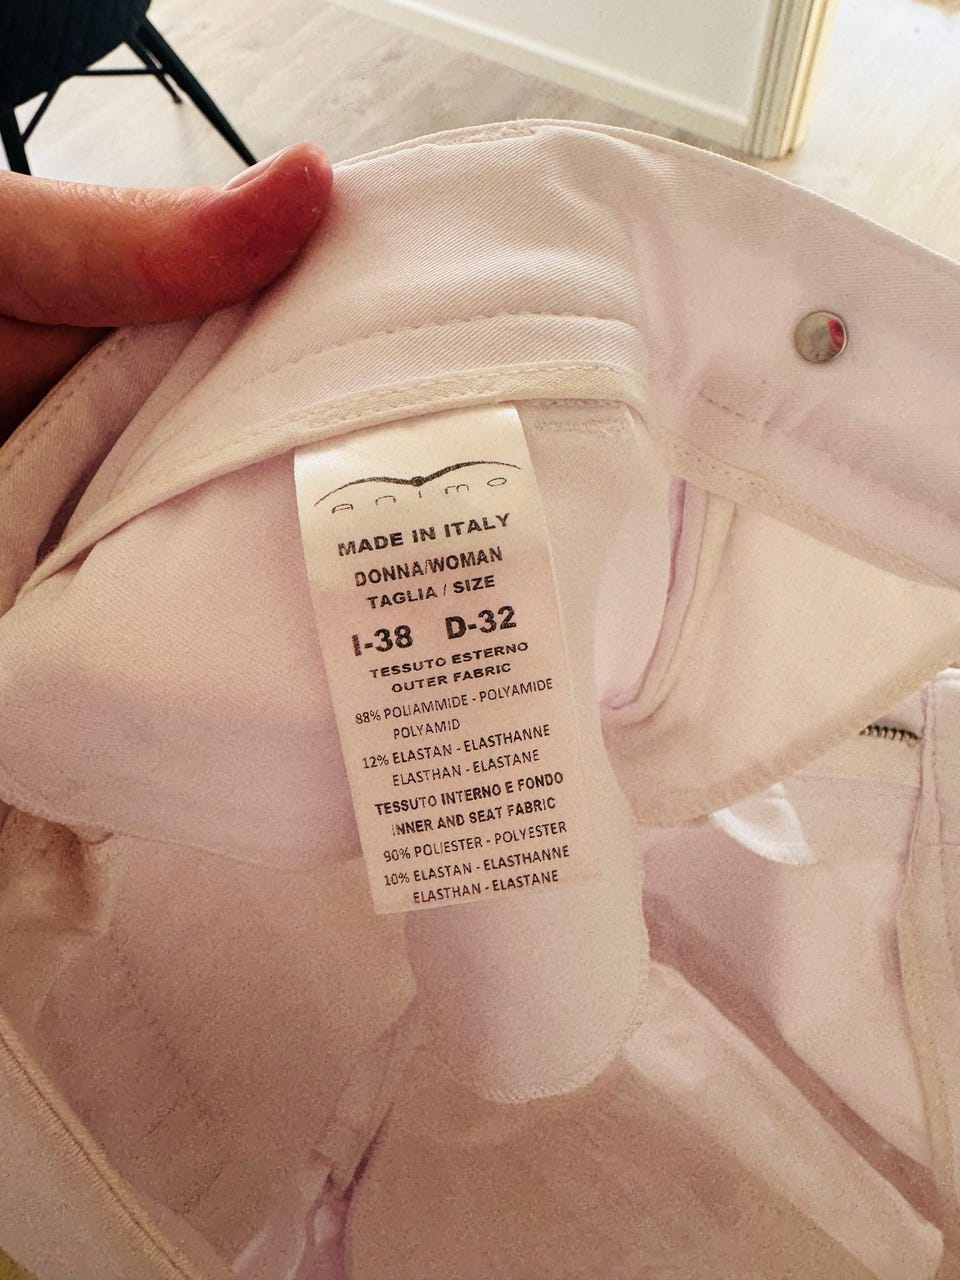 animo
MADE IN ITALY
DONNA/WOMAN
TAGLIA / SIZE
I-38 D-32
TESSUTO ESTERNO
OUTER FABRIC
88% POLIAMMIDE - POLYAMIDE
POLYAMID
12% ELASTAN - ELASTHANNE
ELASTHAN - ELASTANE
TESSUTO INTERNO E FONDO
INNER AND SEAT FABRIC
90% POLIESTER - POLYESTER
10% ELASTAN - ELASTHANNE
ELASTHAN - ELASTANE